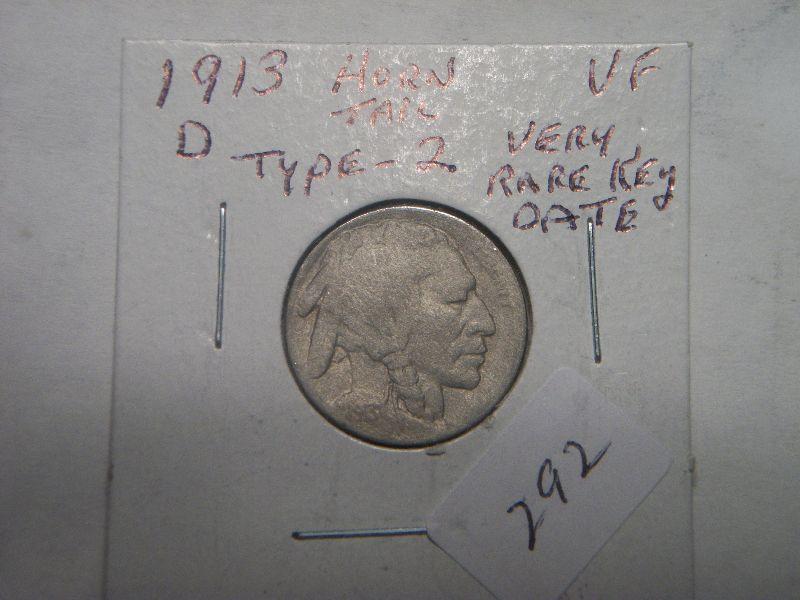 1913 HORN VF
TAIL
D TYPE-2 VERY
RARE KEY
DATE
292